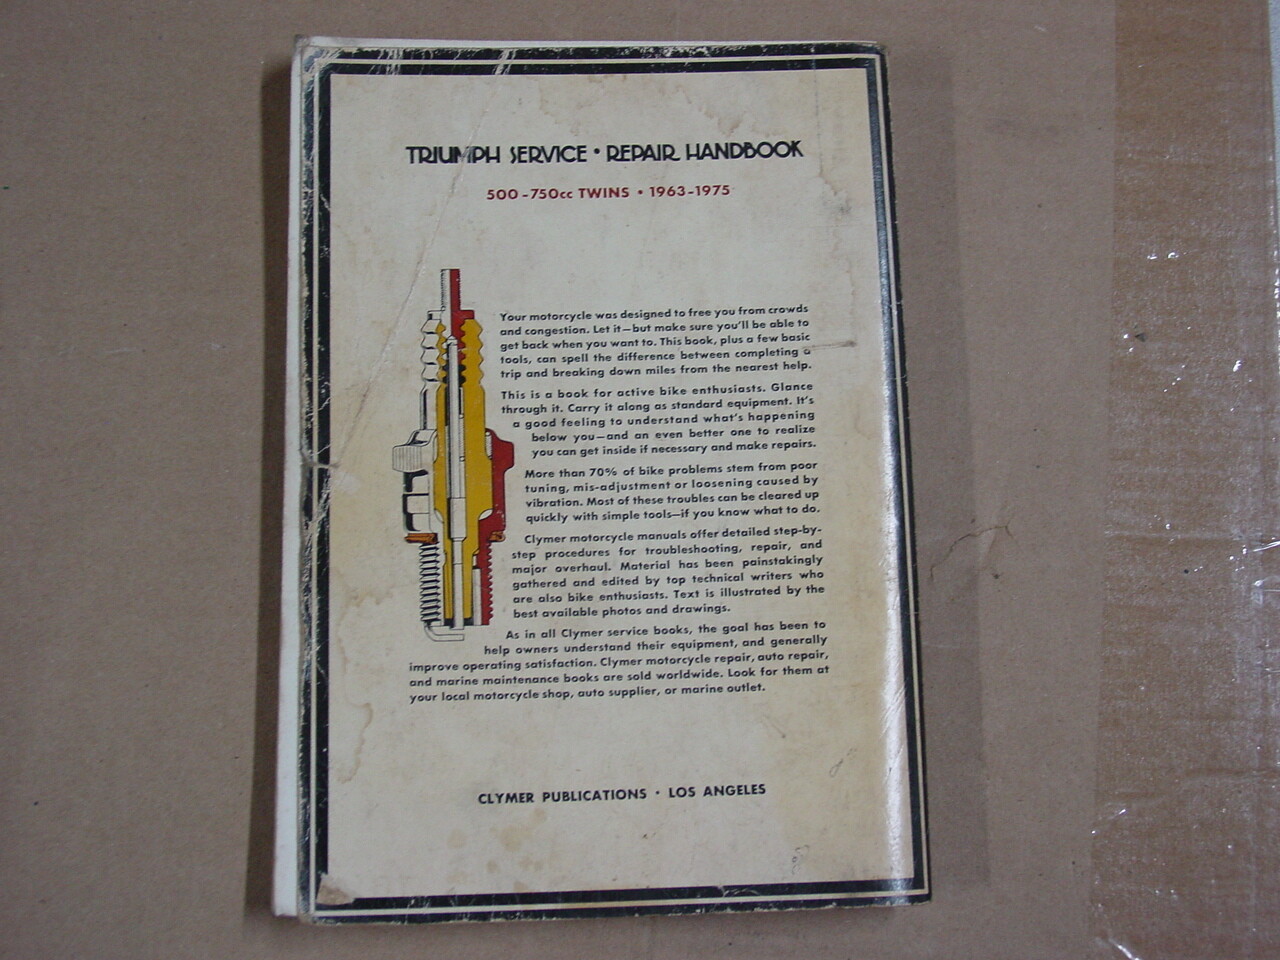 TRIUMPH SERVICE • REPAIR HANDBOOK
500-750cc TWINS • 1963-1975
Your motorcycle was designed to free you from crowds
and congestion. Let it—but make sure you'll be able to
get back when you want to. This book, plus a few basic
tools, can spell the difference between completing a
trip and breaking down miles from the nearest help.
This is a book for active bike enthusiasts. Glance
through it. Carry it along as standard equipment. It's
a good feeling to understand what's happening
below you—and an even better one to realize
you can get inside if necessary and make repairs.
More than 70% of bike problems stem from poor
tuning, mis-adjustment or loosening caused by
vibration. Most of these troubles can be cleared up
quickly with simple tools—if you know what to do.
Clymer motorcycle manuals offer detailed step-by-
step procedures for troubleshooting, repair, and
major overhaul. Material has been painstakingly
gathered and edited by top technical writers who
are also bike enthusiasts. Text is illustrated by the
best available photos and drawings.
As in all Clymer service books, the goal has been to
help owners understand their equipment, and generally
improve operating satisfaction. Clymer motorcycle repair, auto repair,
and marine maintenance books are sold worldwide. Look for them at
your local motorcycle shop, auto supplier, or marine outlet.
CLYMER PUBLICATIONS • LOS ANGELES